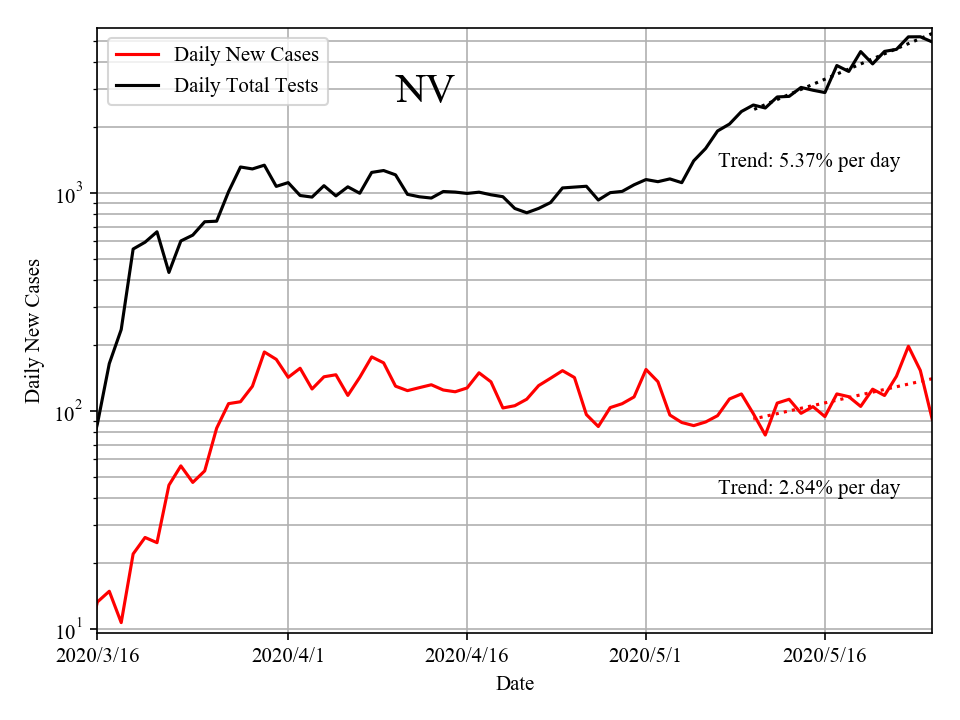 Daily New Cases
Daily Total Tests
NV
Trend: 5.37% per day
Trend: 2.84% per day
10³
10²
10¹
Daily New Cases
2020/3/16 2020/4/1 2020/4/16 2020/5/1 2020/5/16
Date